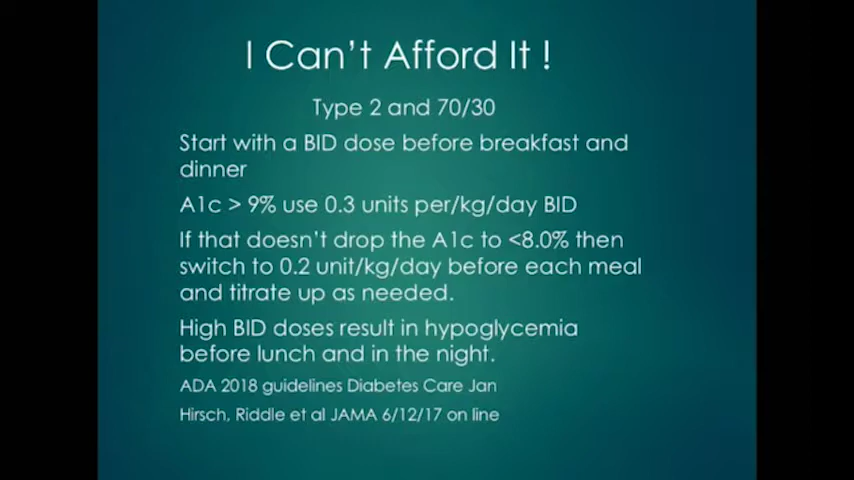 I Can't Afford It !
Type 2 and 70/30
Start with a BID dose before breakfast and
dinner
A1c > 9% use 0.3 units per/kg/day BID
If that doesn't drop the A1c to <8.0% then
switch to 0.2 unit/kg/day before each meal
and titrate up as needed.
High BID doses result in hypoglycemia
before lunch and in the night.
ADA 2018 guidelines Diabetes Care Jan
Hirsch, Riddle et al JAMA 6/12/17 on line